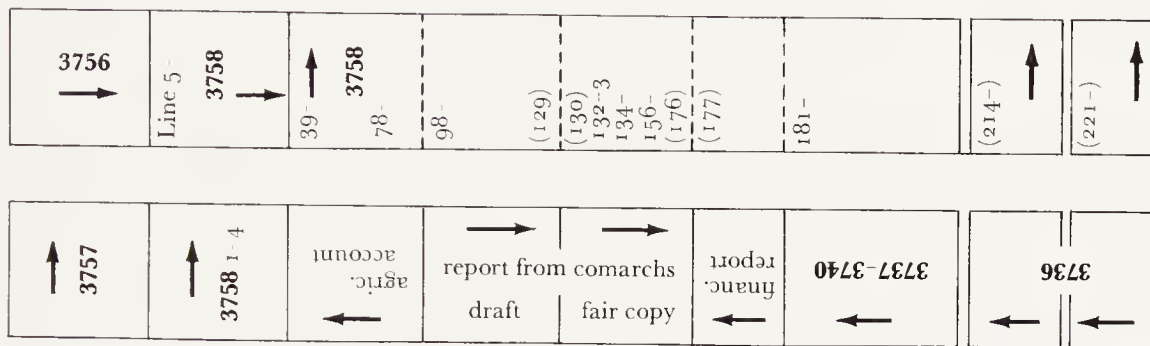 3756
Line 5-
3758
39-
3758
78-
98-
(129)
(130)
132-3
134-
156-
(176)
(177)
181-
(214-)
(221-)
3757
3758 1-4
agric.
account
report from comarchs
draft
fair copy
financ.
report
3737-3740
3736